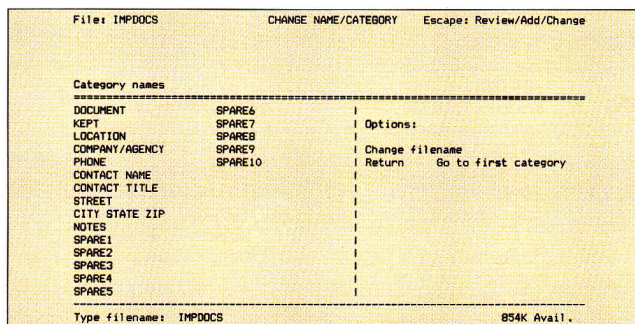 File: IMPDOCS CHANGE NAME/CATEGORY Escape: Review/Add/Change
Category names
DOCUMENT SPARE6
KEPT SPARE7 Options:
LOCATION SPARE8
COMPANY/AGENCY SPARE9 Change filename
PHONE SPARE10 Return Go to first category
CONTACT NAME
CONTACT TITLE
STREET
CITY STATE ZIP
NOTES
SPARE1
SPARE2
SPARE3
SPARE4
SPARE5
Type filename: IMPDOCS 854K Avail.